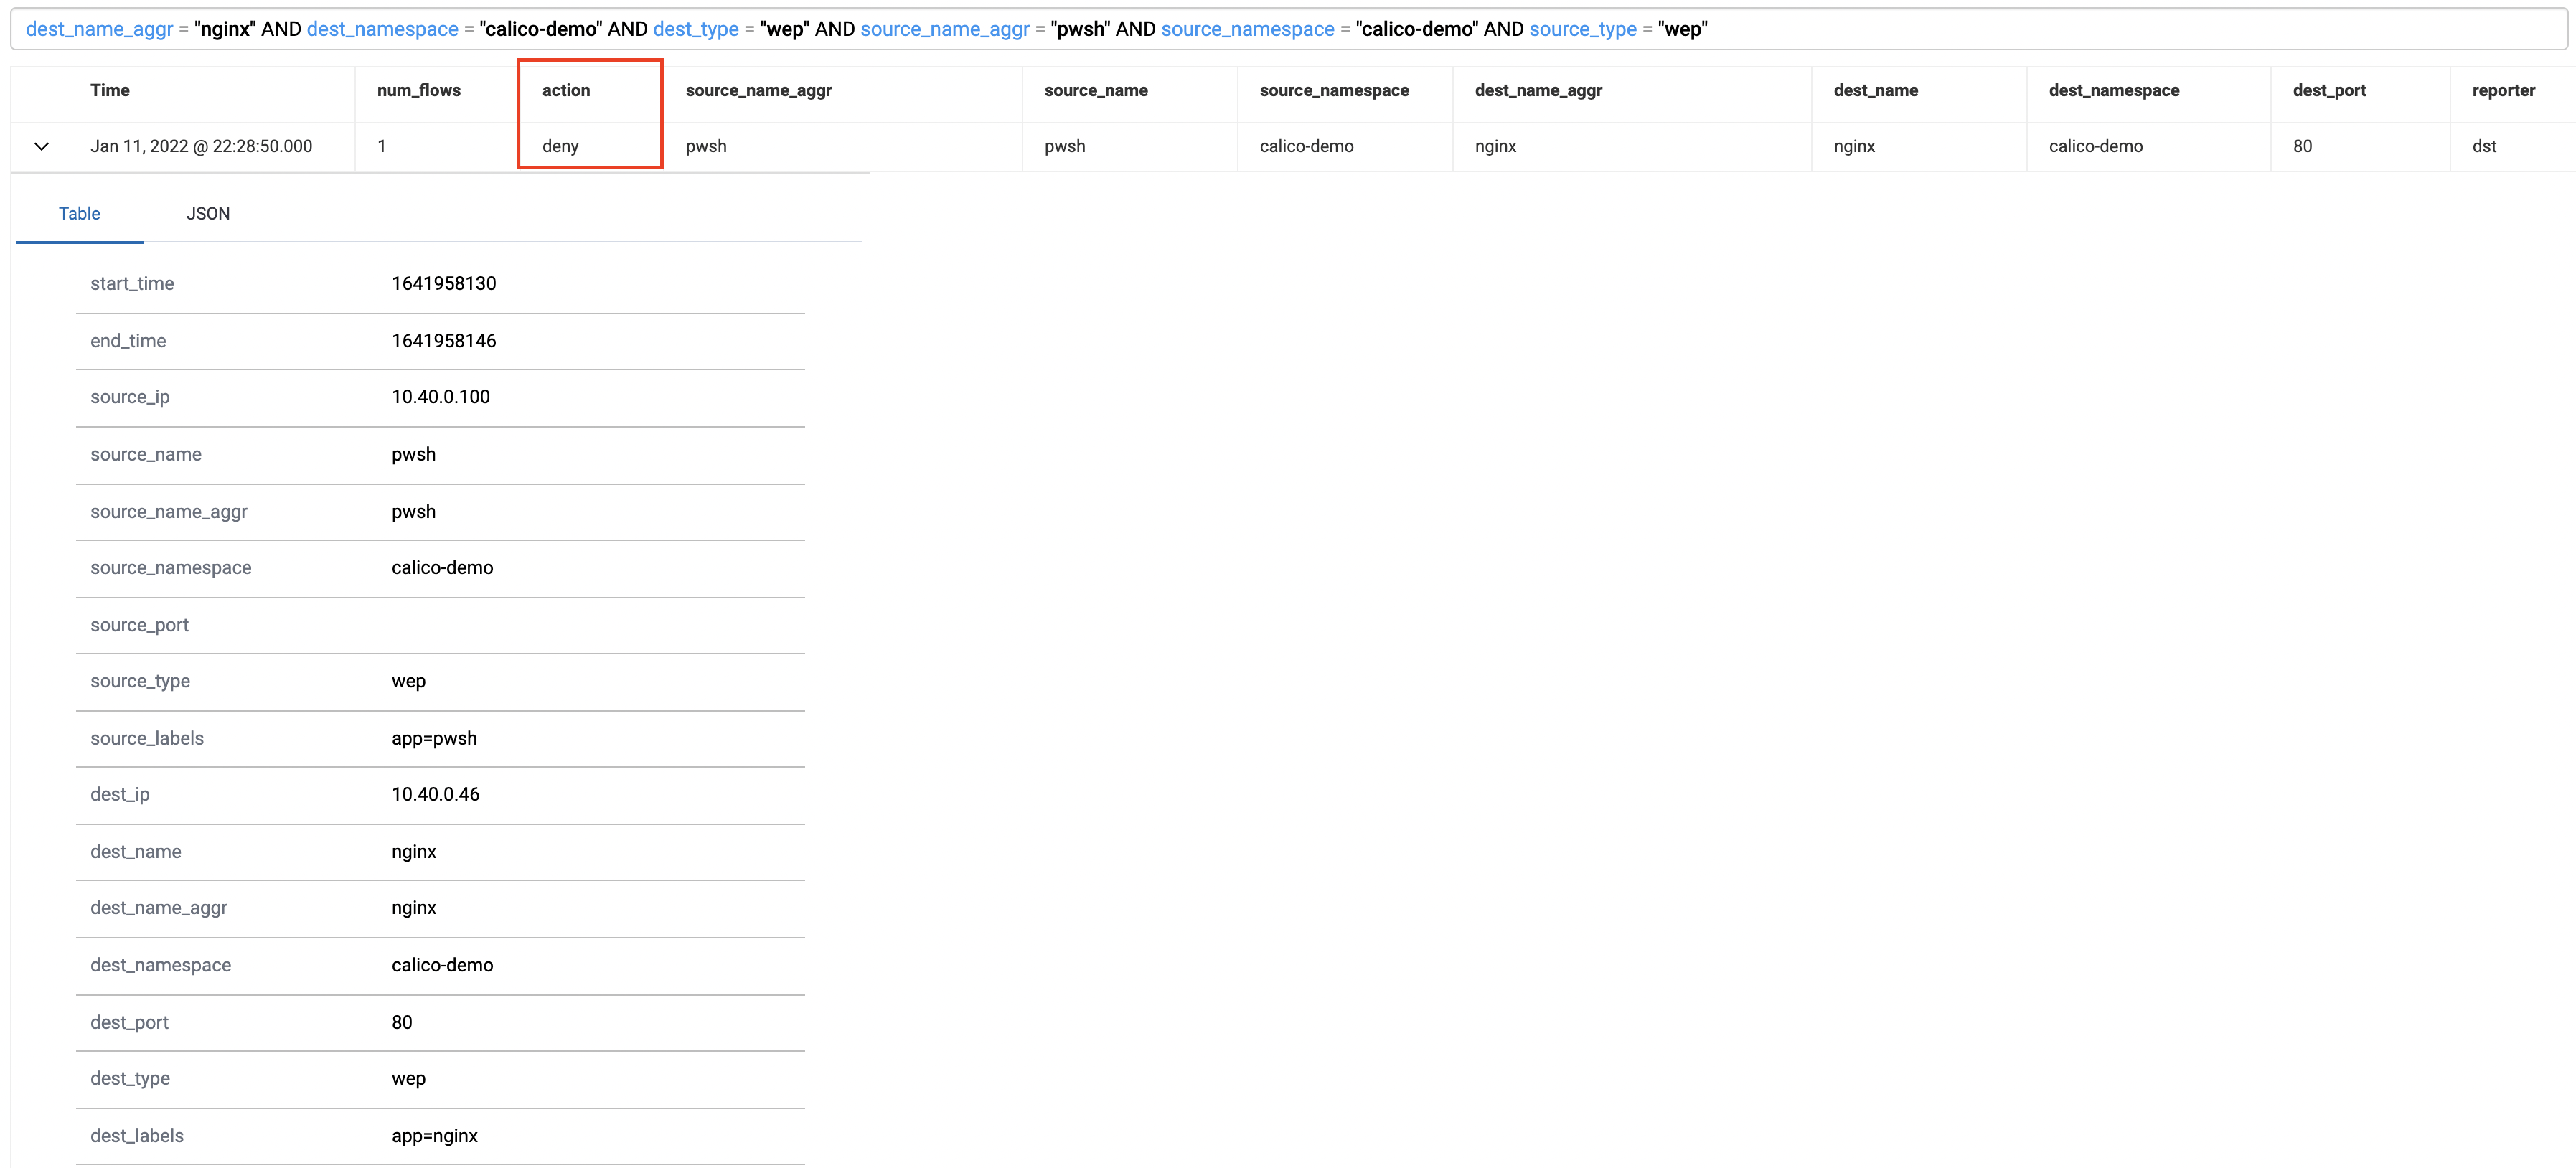 dest_name_aggr = "nginx" AND dest_namespace = "calico-demo" AND dest_type = "wep" AND source_name_aggr = "pwsh" AND source_namespace = "calico-demo" AND source_type = "wep"
Time num_flows action source_name_aggr source_name source_namespace dest_name_aggr dest_name dest_namespace dest_port reporter
Jan 11, 2022 @ 22:28:50.000 1 deny pwsh pwsh calico-demo nginx nginx calico-demo 80 dst
Table JSON
start_time 1641958130
end_time 1641958146
source_ip 10.40.0.100
source_name pwsh
source_name_aggr pwsh
source_namespace calico-demo
source_port
source_type wep
source_labels app=pwsh
dest_ip 10.40.0.46
dest_name nginx
dest_name_aggr nginx
dest_namespace calico-demo
dest_port 80
dest_type wep
dest_labels app=nginx